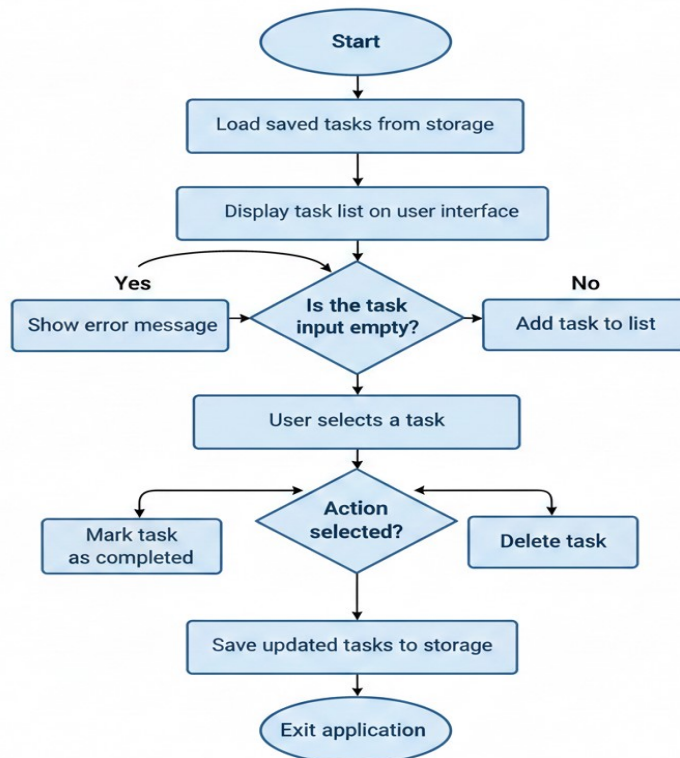 Start
Load saved tasks from storage
Display task list on user interface
Yes
No
Show error message
Is the task
input empty?
Add task to list
User selects a task
Action
selected?
Mark task
as completed
Delete task
Save updated tasks to storage
Exit application